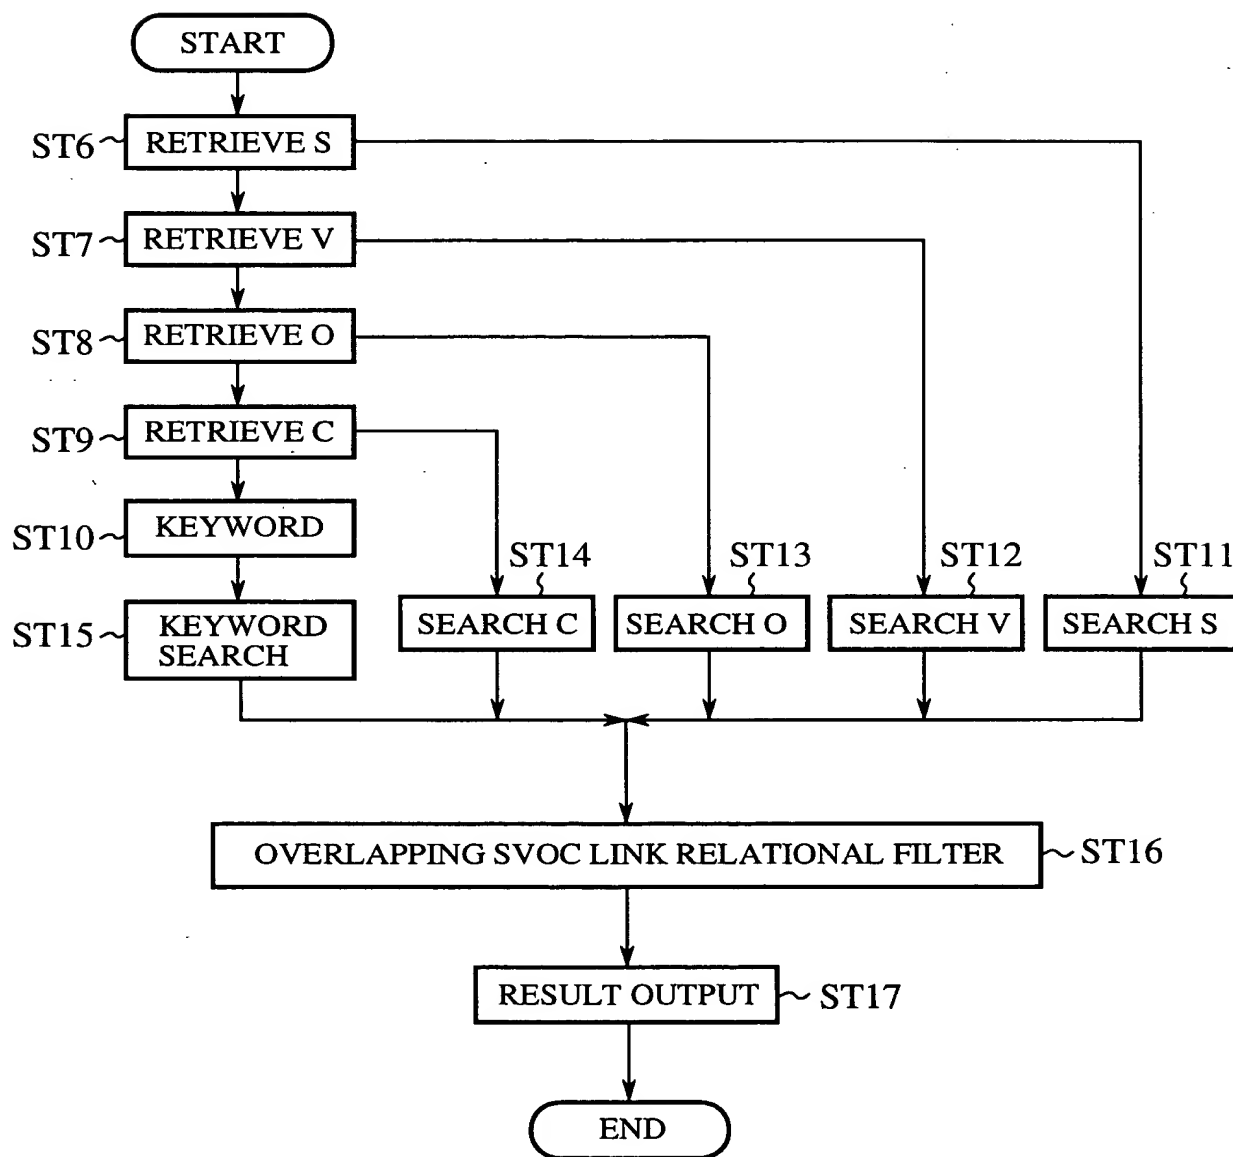 START
ST6 RETRIEVE S
ST7 RETRIEVE V
ST8 RETRIEVE O
ST9 RETRIEVE C
ST10 KEYWORD
ST14 ST13 ST12 ST11
ST15 KEYWORD
SEARCH
SEARCH C SEARCH O SEARCH V SEARCH S
OVERLAPPING SVOC LINK RELATIONAL FILTER ST16
RESULT OUTPUT ST17
END